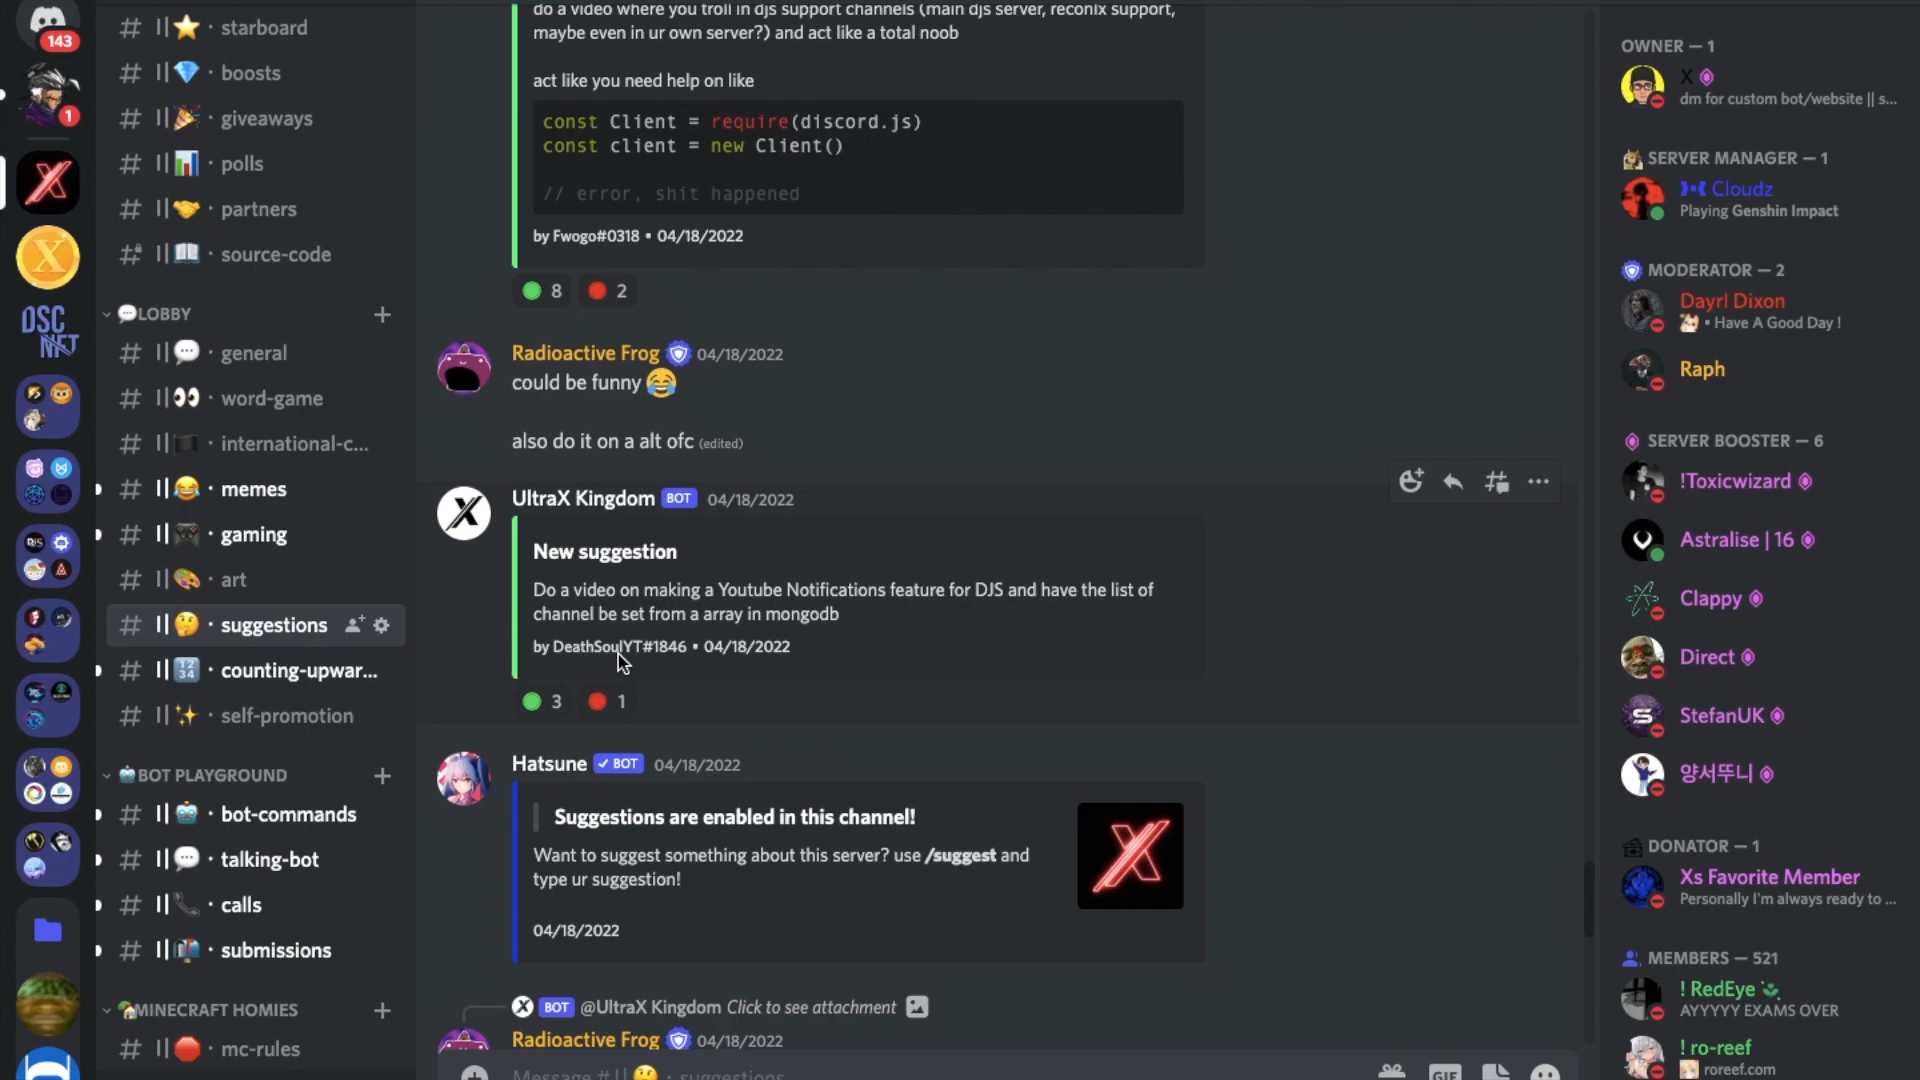 143
1
DSC
NET
# || · starboard
# || · boosts
# || · giveaways
# || · polls
# || · partners
# || · source-code
LOBBY
# || · general
# || · word-game
# || · international-c...
# || · memes
# || · gaming
# || · art
# || · suggestions
# || · counting-upwar...
# || · self-promotion
BOT PLAYGROUND
# || · bot-commands
# || · talking-bot
# || · calls
# || · submissions
MINECRAFT HOMIES
# || · mc-rules
do a video where you troll in djs support channels (main djs server, reconlx support,
maybe even in ur own server?) and act like a total noob
act like you need help on like
const Client = require(discord.js)
const client = new Client()
// error, shit happened
by Fwogo#0318 • 04/18/2022
8 2
Radioactive Frog 04/18/2022
could be funny 😂
also do it on a alt ofc (edited)
UltraX Kingdom BOT 04/18/2022
New suggestion
Do a video on making a Youtube Notifications feature for DJS and have the list of
channel be set from a array in mongodb
by DeathSoulYT#1846 • 04/18/2022
3 1
Hatsune ✓ BOT 04/18/2022
Suggestions are enabled in this channel!
Want to suggest something about this server? use /suggest and
type ur suggestion!
04/18/2022
BOT @UltraX Kingdom Click to see attachment
Radioactive Frog 04/18/2022
Message # || 🤔 · suggestions
GIF
OWNER — 1
X
dm for custom bot/website || s...
SERVER MANAGER — 1
Cloudz
Playing Genshin Impact
MODERATOR — 2
Dayrl Dixon
• Have A Good Day !
Raph
SERVER BOOSTER — 6
!Toxicwizard
Astralise | 16
Clappy
Direct
StefanUK
양서뚜니
DONATOR — 1
Xs Favorite Member
Personally I'm always ready to ...
MEMBERS — 521
! RedEye
AYYYYY EXAMS OVER
! ro-reef
roreef.com